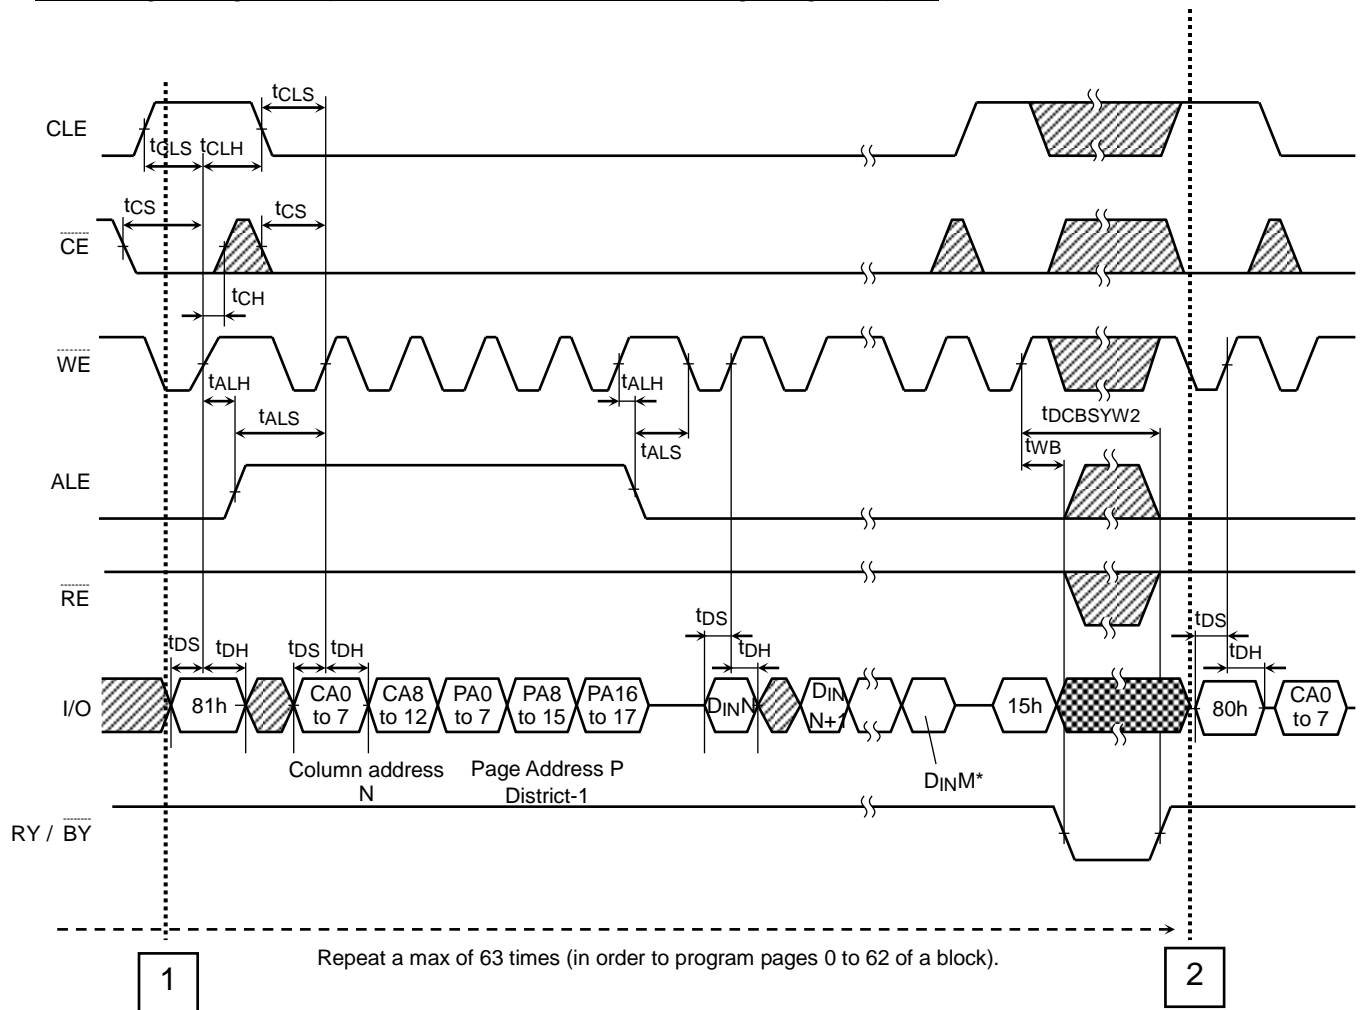 tCLS
CLE
tCLS tCLH
tCS tCS
CE
tCH
WE
tALH tALH
tDCBSYW2
tALS tALS
tWB
ALE
RE
tDS tDS
tDS tDH tDS tDH tDH tDH
I/O 81h CA0 to 7 CA8 to 12 PA0 to 7 PA8 to 15 PA16 to 17 DINN DIN N+1 15h 80h CA0 to 7
Column address N
Page Address P District-1
DINM*
RY / BY
Repeat a max of 63 times (in order to program pages 0 to 62 of a block).
1
2